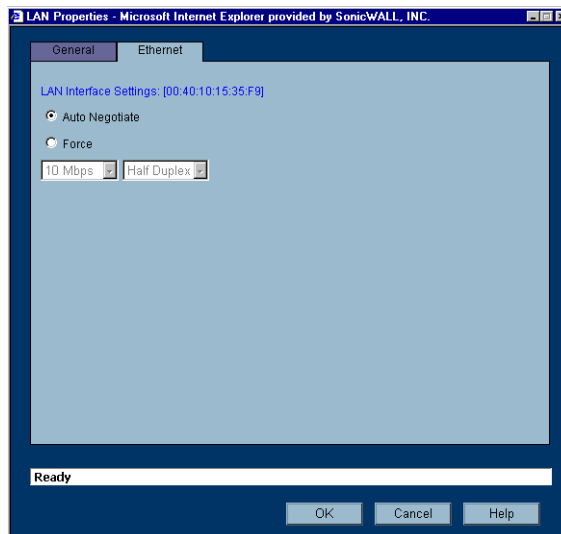 LAN Properties - Microsoft Internet Explorer provided by SonicWALL, INC.
General Ethernet
LAN Interface Settings: [00:40:10:15:35:F9]
Auto Negotiate
Force
10 Mbps Half Duplex
Ready
OK Cancel Help